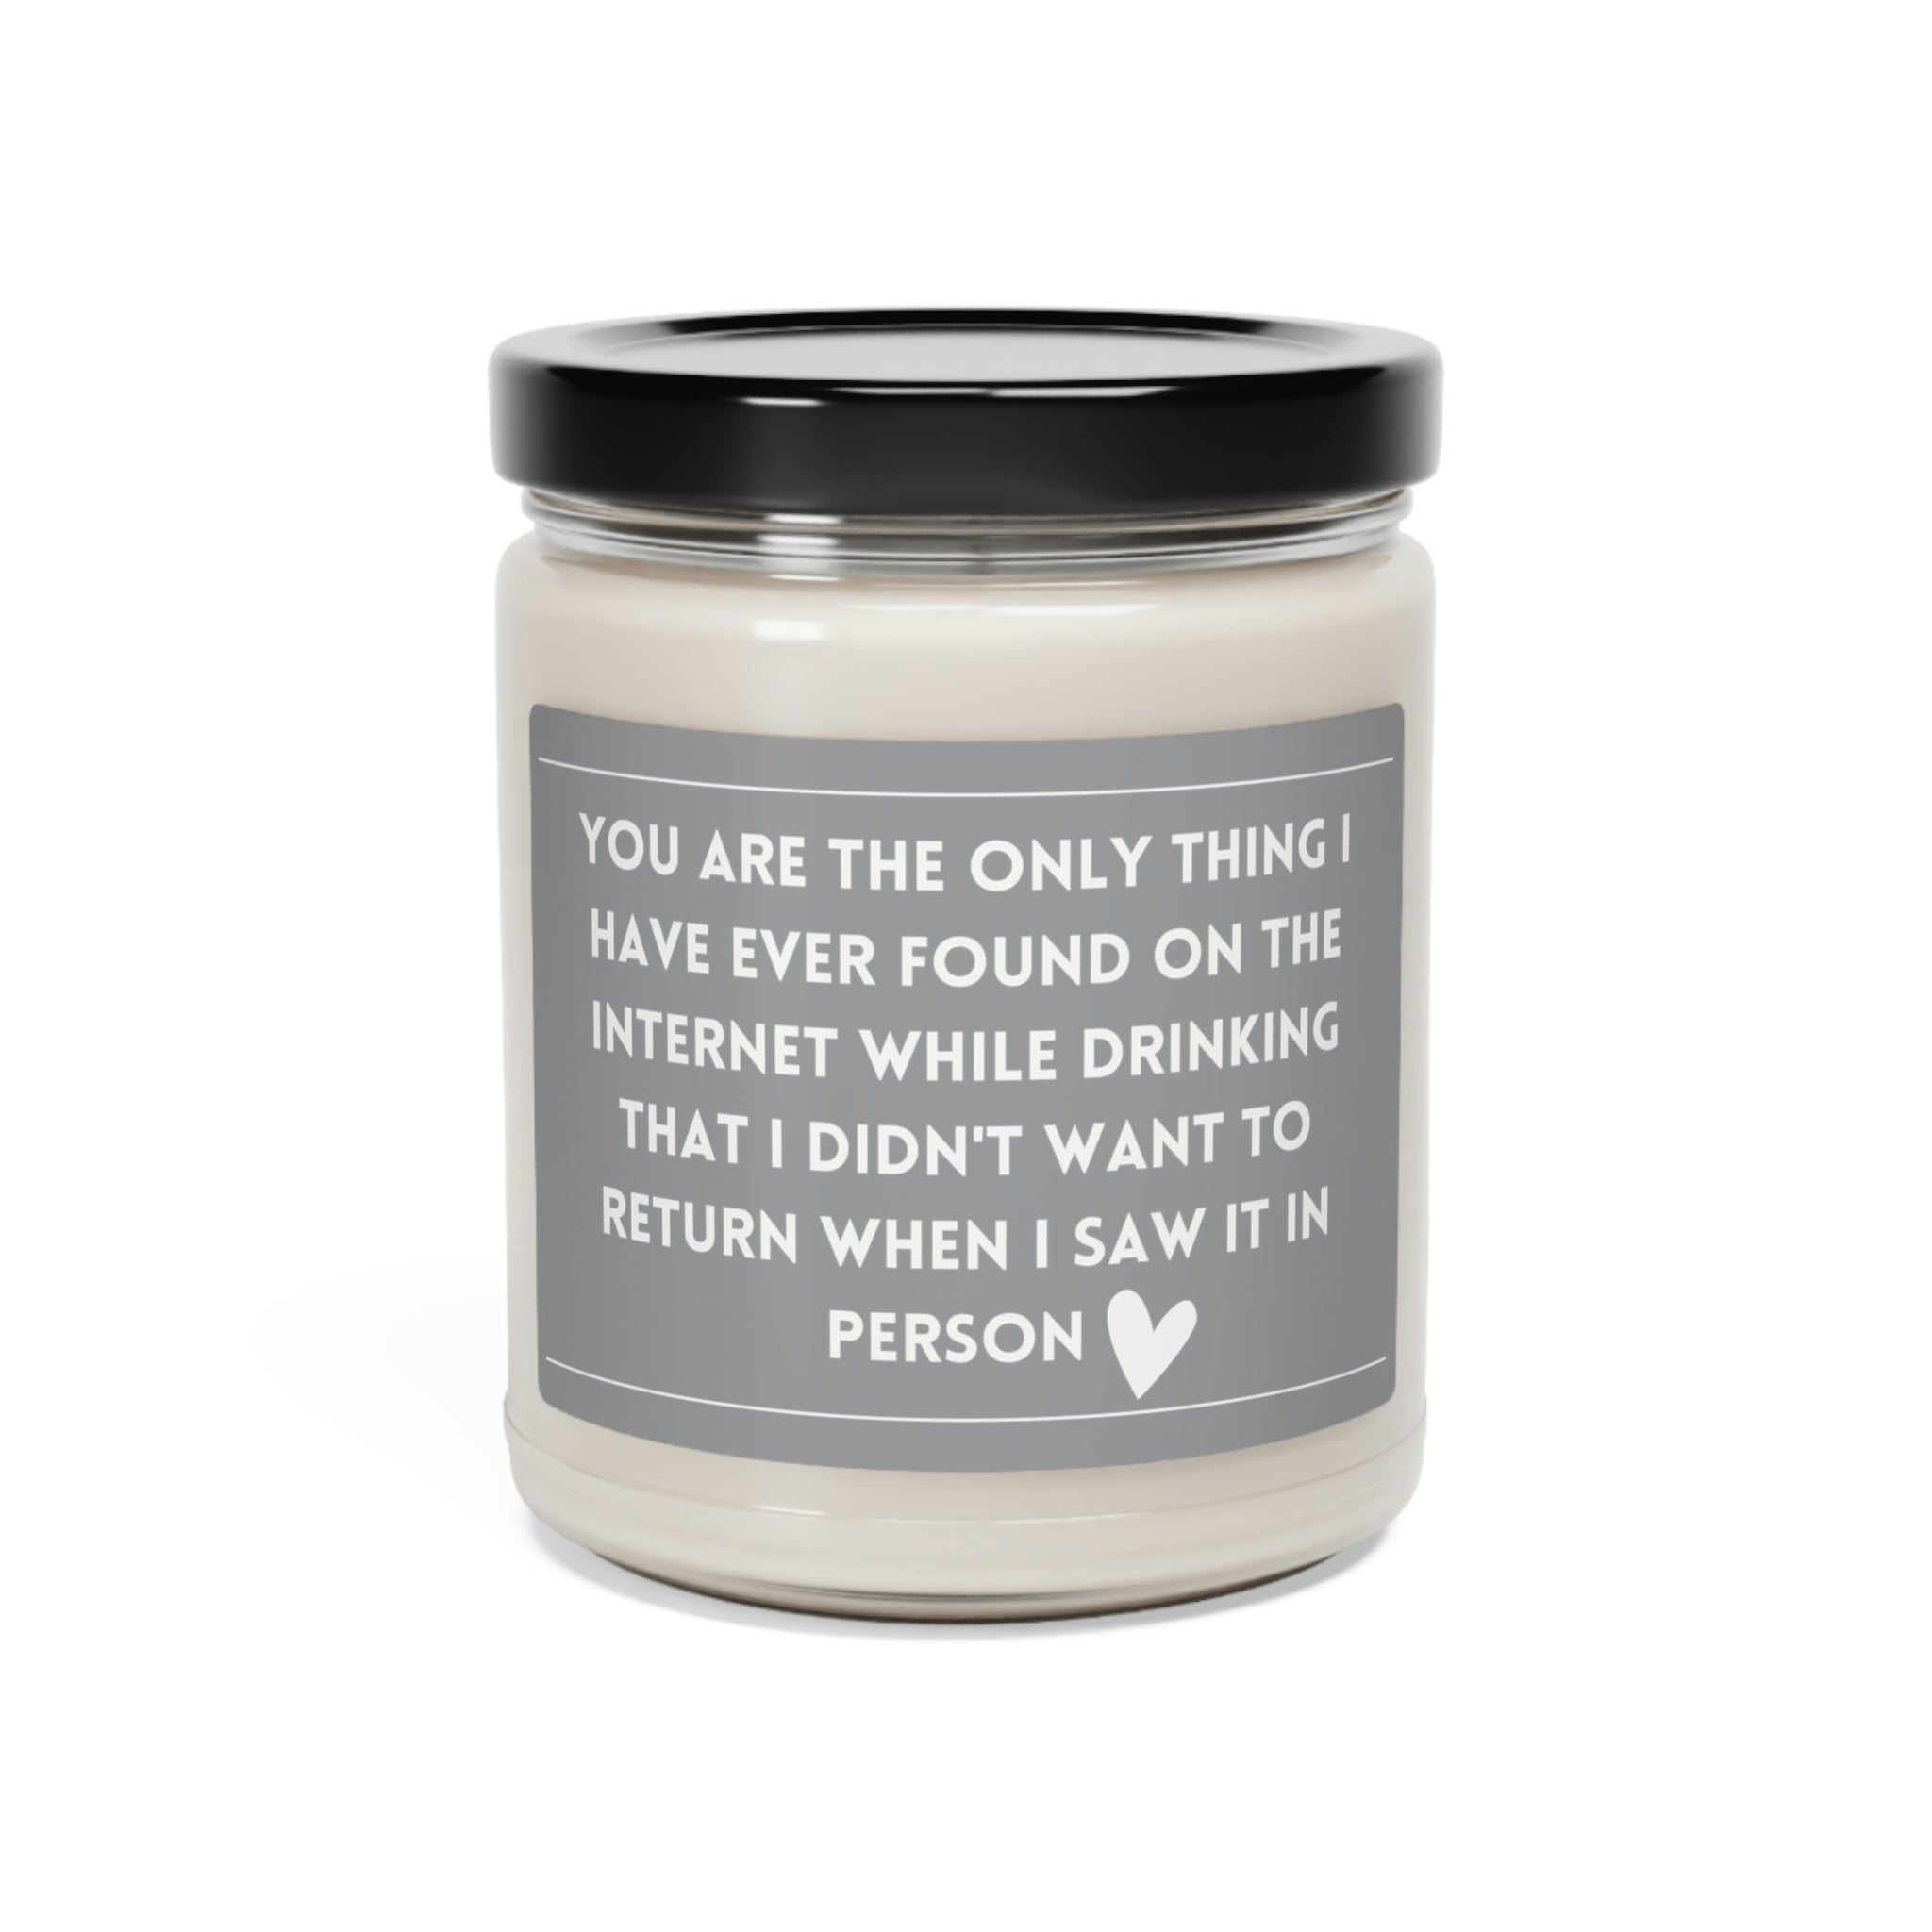 YOU ARE THE ONLY THING I
HAVE EVER FOUND ON THE
INTERNET WHILE DRINKING
THAT I DIDN'T WANT TO
RETURN WHEN I SAW IT IN
PERSON